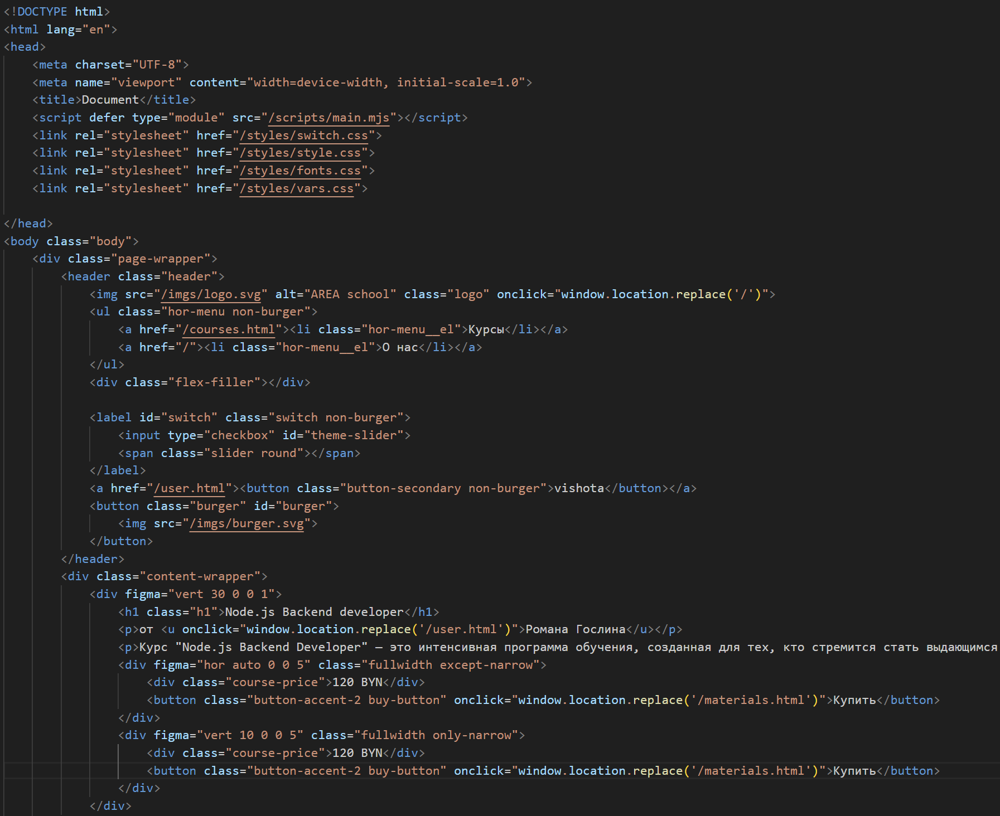 <!DOCTYPE html>
<html lang="en">
<head>
    <meta charset="UTF-8">
    <meta name="viewport" content="width=device-width, initial-scale=1.0">
    <title>Document</title>
    <script defer type="module" src="/scripts/main.mjs"></script>
    <link rel="stylesheet" href="/styles/switch.css">
    <link rel="stylesheet" href="/styles/style.css">
    <link rel="stylesheet" href="/styles/fonts.css">
    <link rel="stylesheet" href="/styles/vars.css">

</head>
<body class="body">
    <div class="page-wrapper">
        <header class="header">
            <img src="/imgs/logo.svg" alt="AREA school" class="logo" onclick="window.location.replace('/')">
            <ul class="hor-menu non-burger">
                <a href="/courses.html"><li class="hor-menu__el">Курсы</li></a>
                <a href="/"><li class="hor-menu__el">О нас</li></a>
            </ul>
            <div class="flex-filler"></div>

            <label id="switch" class="switch non-burger">
                <input type="checkbox" id="theme-slider">
                <span class="slider round"></span>
            </label>
            <a href="/user.html"><button class="button-secondary non-burger">vishota</button></a>
            <button class="burger" id="burger">
                <img src="/imgs/burger.svg">
            </button>
        </header>
        <div class="content-wrapper">
            <div figma="vert 30 0 0 1">
                <h1 class="h1">Node.js Backend developer</h1>
                <p>от <u onclick="window.location.replace('/user.html')">Романа Гослина</u></p>
                <p>Курс "Node.js Backend Developer" — это интенсивная программа обучения, созданная для тех, кто стремится стать выдающимся
                <div figma="hor auto 0 0 5" class="fullwidth except-narrow">
                    <div class="course-price">120 BYN</div>
                    <button class="button-accent-2 buy-button" onclick="window.location.replace('/materials.html')">Купить</button>
                </div>
                <div figma="vert 10 0 0 5" class="fullwidth only-narrow">
                    <div class="course-price">120 BYN</div>
                    <button class="button-accent-2 buy-button" onclick="window.location.replace('/materials.html')">Купить</button>
                </div>
            </div>